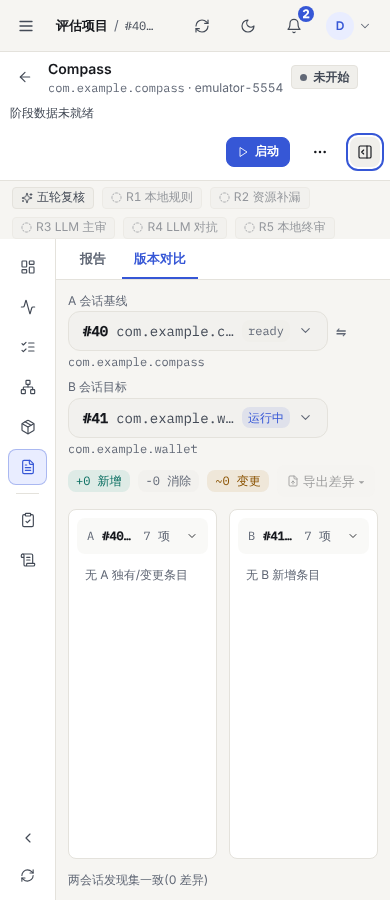 评估项目 / #40…
2
D
Compass
com.example.compass · emulator-5554
未开始
阶段数据未就绪
启动
五轮复核 R1 本地规则 R2 资源补漏
R3 LLM 主审 R4 LLM 对抗 R5 本地终审
报告 版本对比
A 会话基线
#40 com.example.c… ready
com.example.compass
B 会话目标
#41 com.example.w… 运行中
com.example.wallet
+0 新增 -0 消除 ~0 变更 导出差异
A #40… 7 项
无 A 独有/变更条目
B #41… 7 项
无 B 新增条目
两会话发现集一致(0 差异)